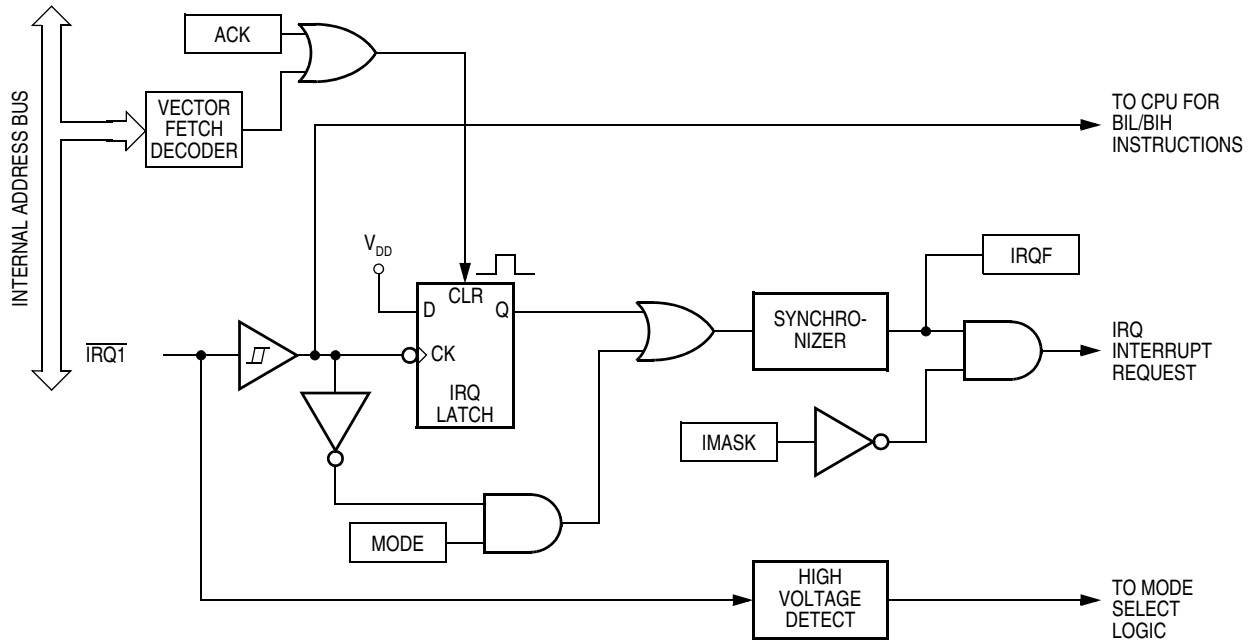 INTERNAL ADDRESS BUS
ACK
VECTOR
FETCH
DECODER
TO CPU FOR
BIL/BIH
INSTRUCTIONS
VDD
D
CLR
Q
CK
IRQ
LATCH
IRQ1
SYNCHRO-
NIZER
IRQF
IRQ
INTERRUPT
REQUEST
IMASK
MODE
HIGH
VOLTAGE
DETECT
TO MODE
SELECT
LOGIC